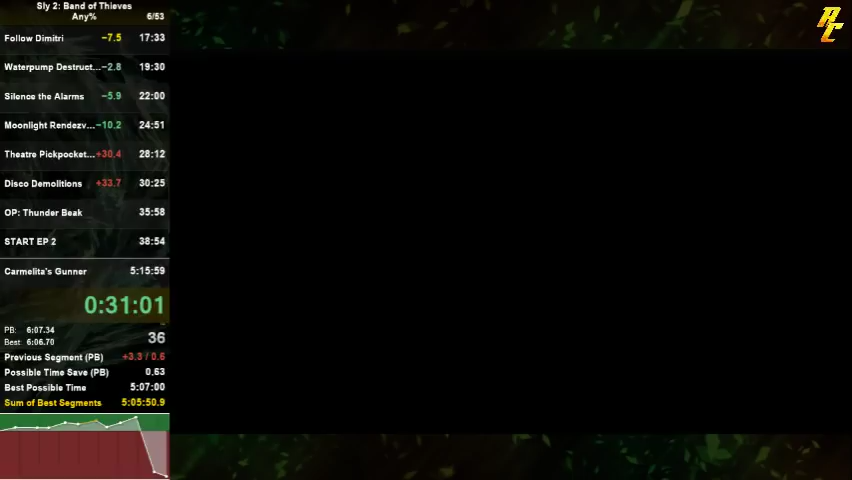 Sly 2: Band of Thieves
Any% 6/53
Follow Dimitri −7.5 17:33
Waterpump Destruct... −2.8 19:30
Silence the Alarms −5.9 22:00
Moonlight Rendezv... −10.2 24:51
Theatre Pickpocket... +30.4 28:12
Disco Demolitions +33.7 30:25
OP: Thunder Beak 35:58
START EP 2 38:54
Carmelita's Gunner 5:15:59
0:31:01
PB: 6:07.34
Best: 6:06.70
36
Previous Segment (PB) +3.3 / 0.6
Possible Time Save (PB) 0.63
Best Possible Time 5:07:00
Sum of Best Segments 5:05:50.9